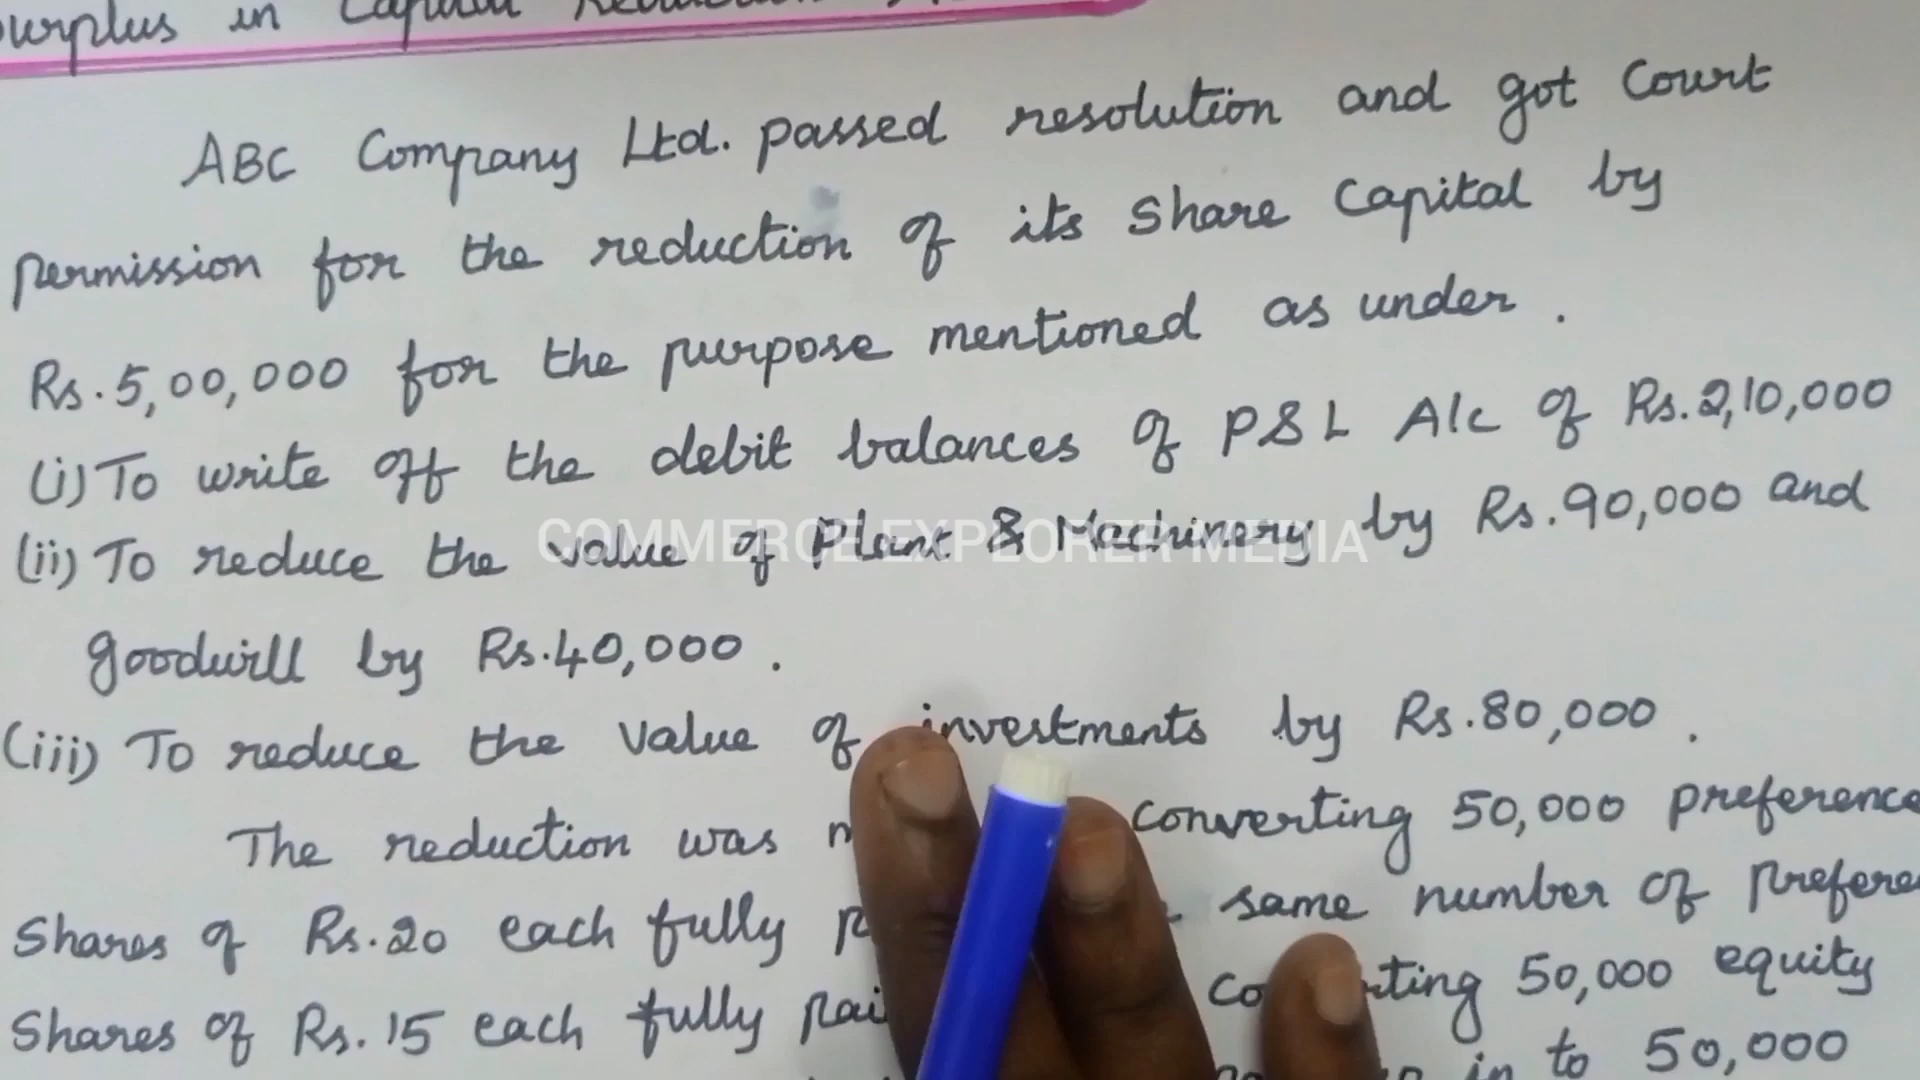 urplus in Capital Reduction
ABC Company Ltd. passed resolution and got Court
permission for the reduction of its Share Capital by
Rs.5,00,000 for the purpose mentioned as under.
(i) To write off the debit balances of P&L A/c of Rs.2,10,000
(ii) To reduce the value of Plant & Machinery by Rs.90,000 and
COMMERCE EXPLORER MEDIA
goodwill by Rs.40,000.
(iii) To reduce the value of investments by Rs.80,000.
The reduction was converting 50,000 preference
Shares of Rs.20 each fully same number of prefere
Shares of Rs.15 each fully pai ting 50,000 equity
in to 50,000